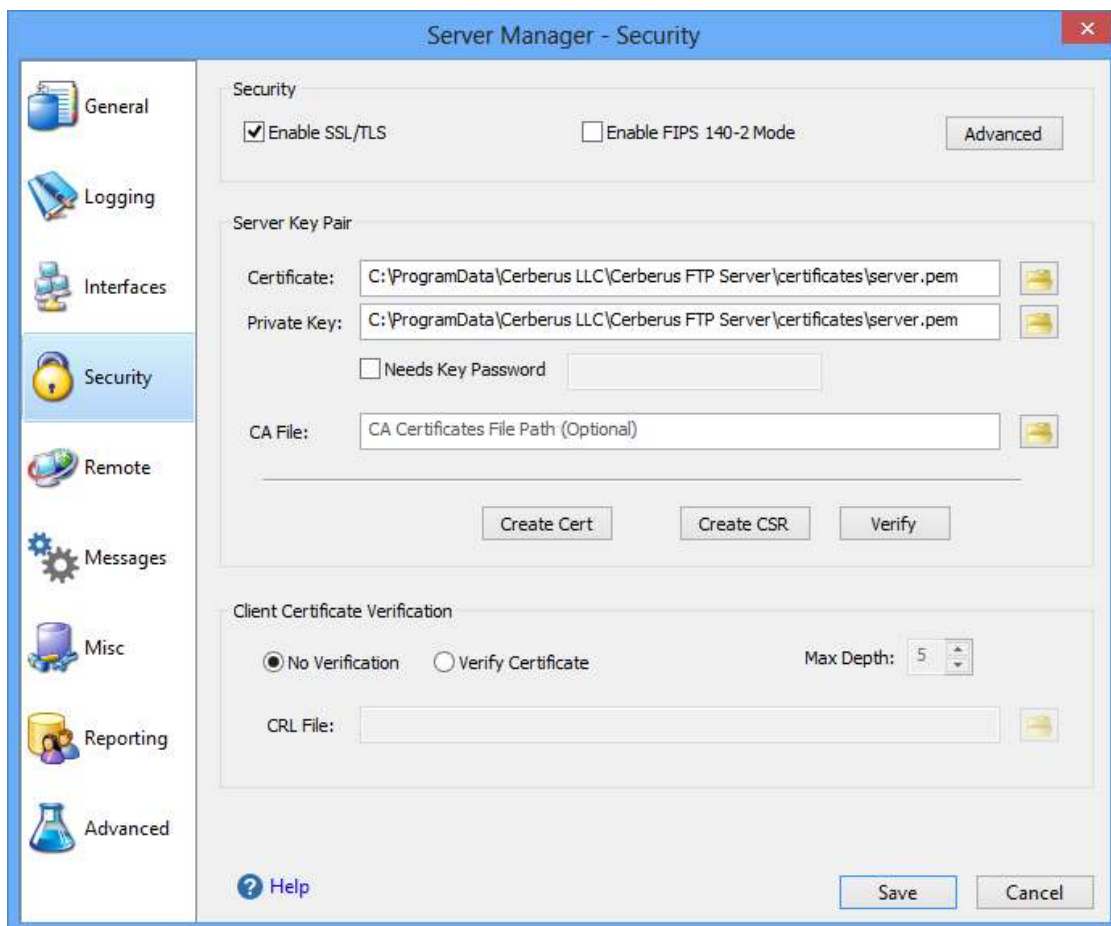 Server Manager - Security
General
Logging
Interfaces
Security
Remote
Messages
Misc
Reporting
Advanced
Security
Enable SSL/TLS
Enable FIPS 140-2 Mode
Advanced
Server Key Pair
Certificate: C:\ProgramData\Cerberus LLC\Cerberus FTP Server\certificates\server.pem
Private Key: C:\ProgramData\Cerberus LLC\Cerberus FTP Server\certificates\server.pem
Needs Key Password
CA File: CA Certificates File Path (Optional)
Create Cert
Create CSR
Verify
Client Certificate Verification
No Verification
Verify Certificate
Max Depth: 5
CRL File:
Help
Save
Cancel